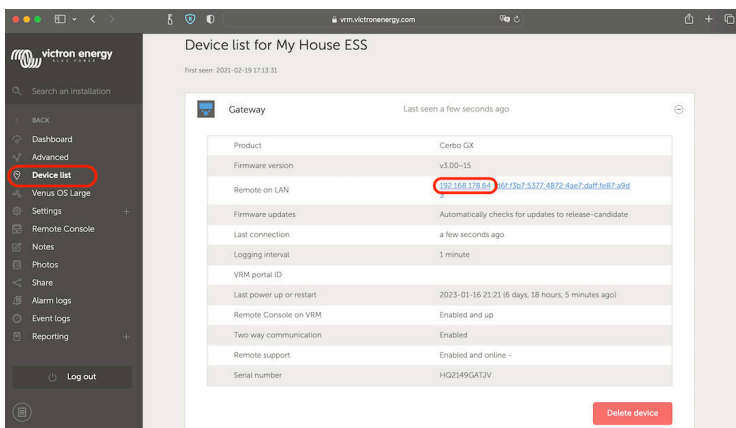 vrm.victronenergy.com
victron energy
BLUE POWER
Search an installation
BACK
Dashboard
Advanced
Device list
Venus OS Large
Settings
Remote Console
Notes
Photos
Share
Alarm logs
Event logs
Reporting
Log out
Device list for My House ESS
First seen: 2021-02-19 17:13:31
Gateway Last seen a few seconds ago
Product Cerbo GX
Firmware version v3.00~15
Remote on LAN 192.168.178.64
Firmware updates Automatically checks for updates to release-candidate
Last connection a few seconds ago
Logging interval 1 minute
VRM portal ID
Last power up or restart 2023-01-16 21:21 (6 days, 18 hours, 5 minutes ago)
Remote Console on VRM Enabled and up
Two way communication Enabled
Remote support Enabled and online -
Serial number HQ2149GATJV
Delete device